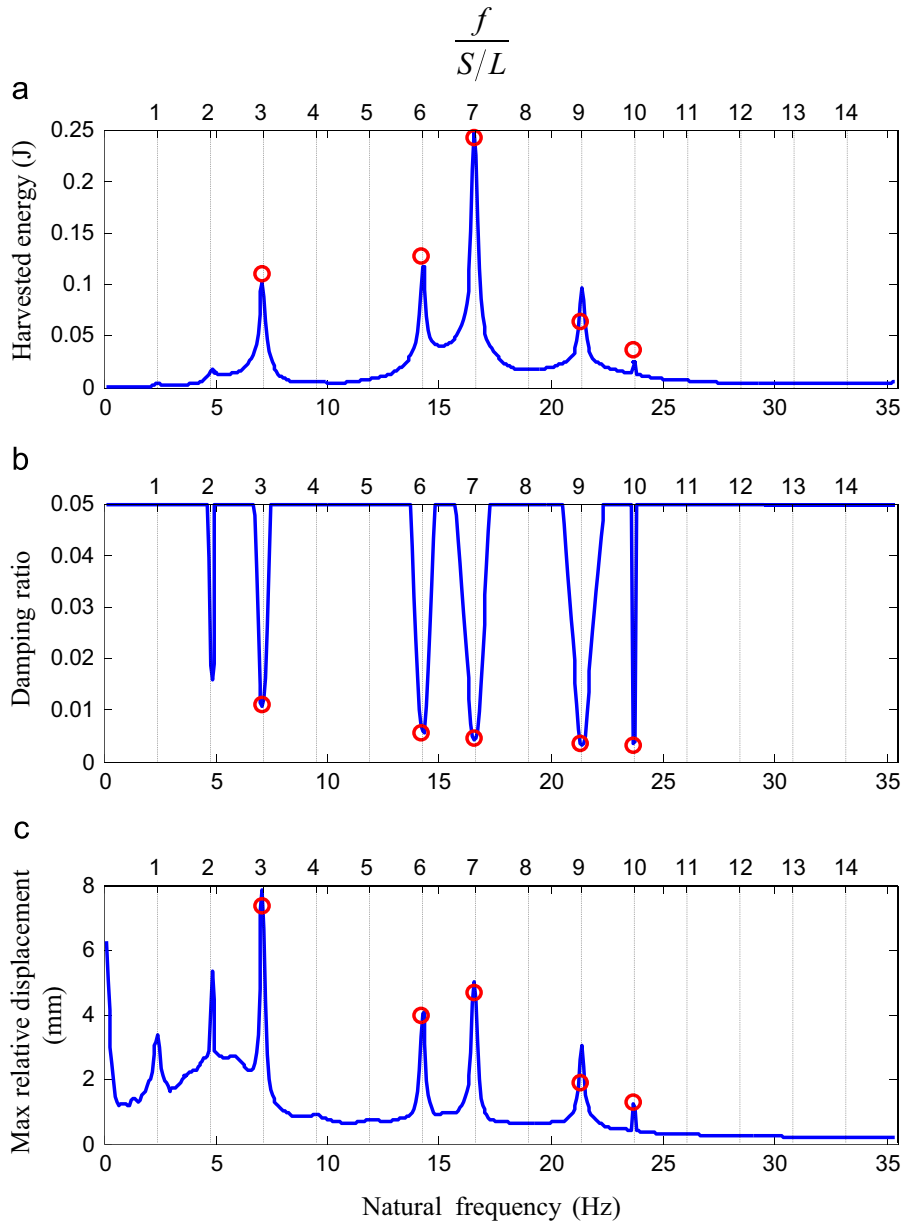 f
S/L
a
1 2 3 4 5 6 7 8 9 10 11 12 13 14
0.25
0.2
0.15
0.1
0.05
0
Harvested energy (J)
0 5 10 15 20 25 30 35
b
1 2 3 4 5 6 7 8 9 10 11 12 13 14
0.05
0.04
0.03
0.02
0.01
0
Damping ratio
0 5 10 15 20 25 30 35
c
1 2 3 4 5 6 7 8 9 10 11 12 13 14
8
6
4
2
0
Max relative displacement
(mm)
0 5 10 15 20 25 30 35
Natural frequency (Hz)